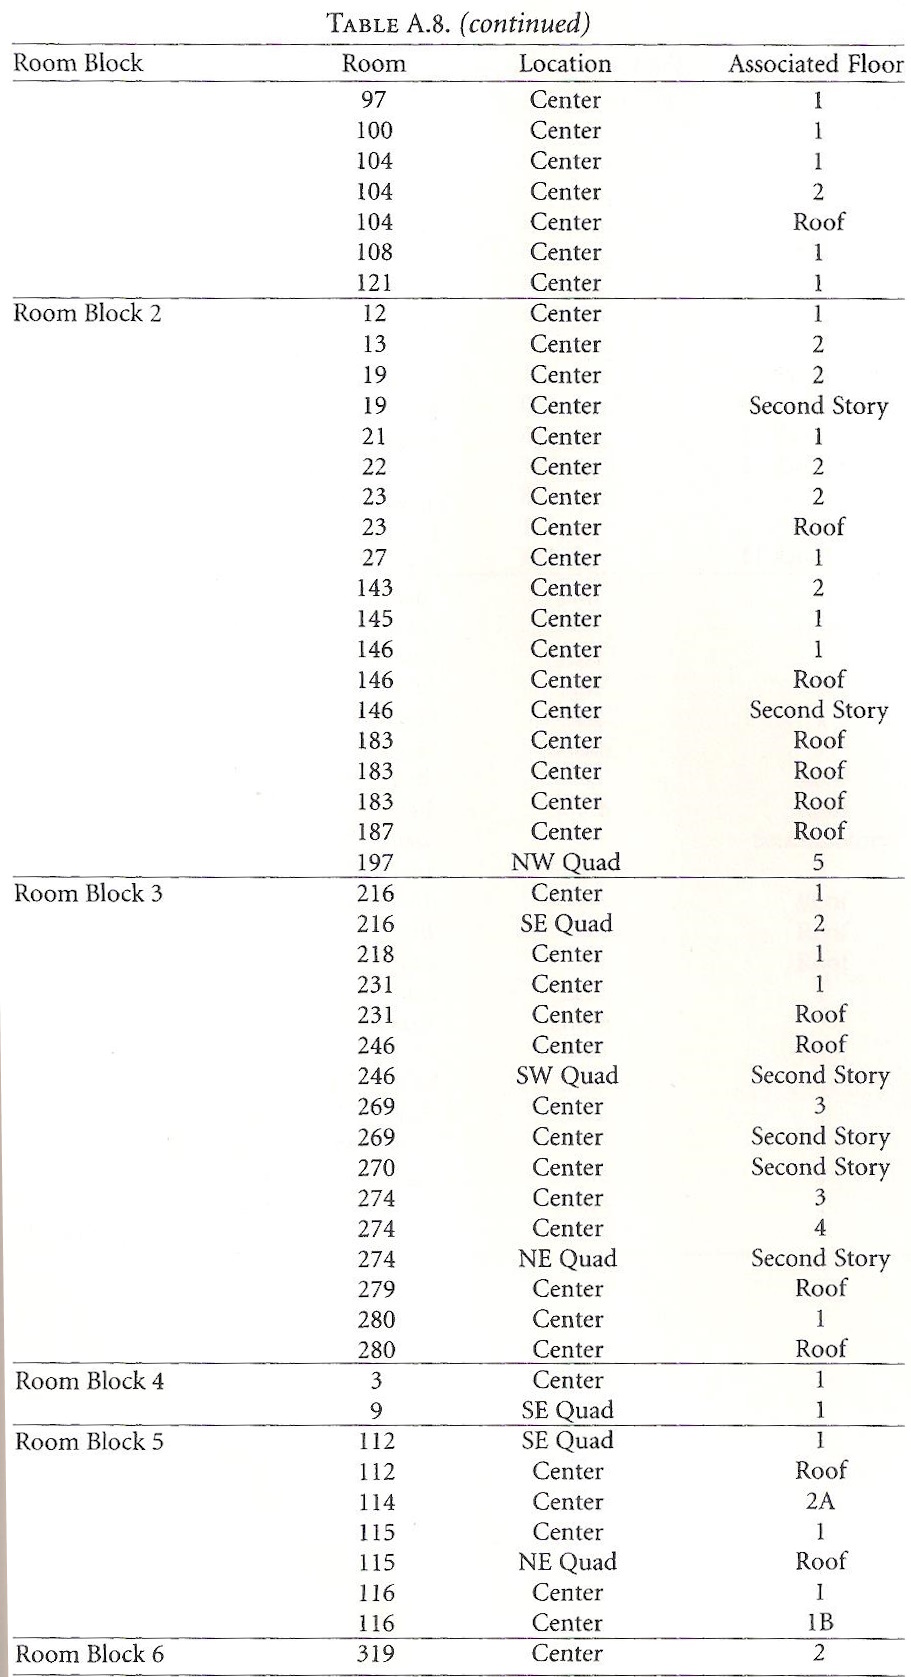 TABLE A.8. (continued)
Room Block Room Location Associated Floor
97 Center 1
100 Center 1
104 Center 1
104 Center 2
104 Center Roof
108 Center 1
121 Center 1
Room Block 2 12 Center 1
13 Center 2
19 Center 2
19 Center Second Story
21 Center 1
22 Center 2
23 Center 2
23 Center Roof
27 Center 1
143 Center 2
145 Center 1
146 Center 1
146 Center Roof
146 Center Second Story
183 Center Roof
183 Center Roof
183 Center Roof
187 Center Roof
197 NW Quad 5
Room Block 3 216 Center 1
216 SE Quad 2
218 Center 1
231 Center 1
231 Center Roof
246 Center Roof
246 SW Quad Second Story
269 Center 3
269 Center Second Story
270 Center Second Story
274 Center 3
274 Center 4
274 NE Quad Second Story
279 Center Roof
280 Center 1
280 Center Roof
Room Block 4 3 Center 1
9 SE Quad 1
Room Block 5 112 SE Quad 1
112 Center Roof
114 Center 2A
115 Center 1
115 NE Quad Roof
116 Center 1
116 Center 1B
Room Block 6 319 Center 2